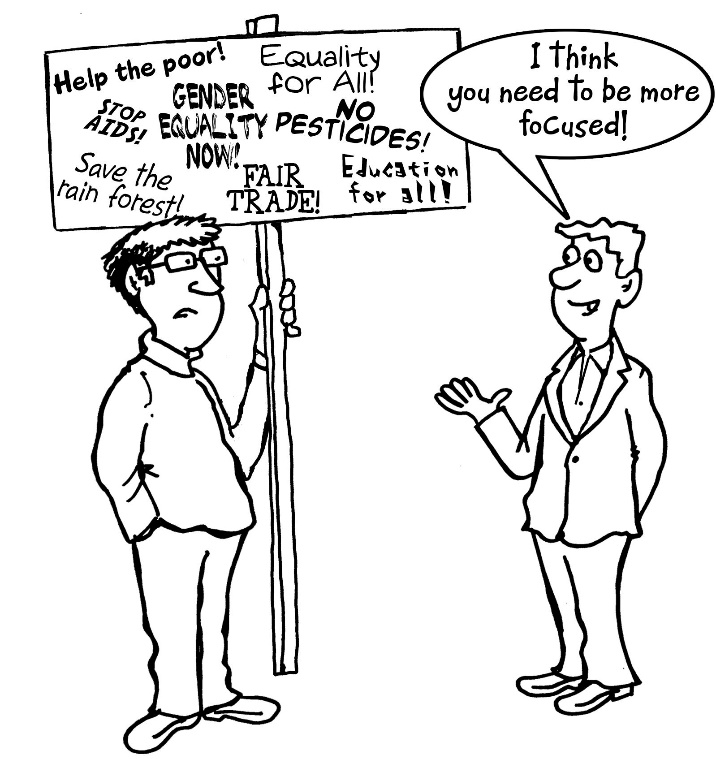 Help the poor!
Equality
for All!
STOP
AIDS!
GENDER
EQUALITY
NOW!
NO
PESTICIDES!
Save the
rain forest!
FAIR
TRADE!
Education
for all!
I think
you need to be more
focused!